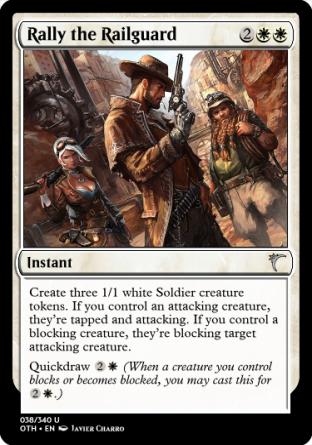 Rally the Railguard 2
Instant
Create three 1/1 white Soldier creature
tokens. If you control an attacking creature,
they're tapped and attacking. If you control a
blocking creature, they're blocking target
attacking creature.
Quickdraw 2 (When a creature you control
blocks or becomes blocked, you may cast this for
2 .)
038/340 U
OTH • EN Javier Charro